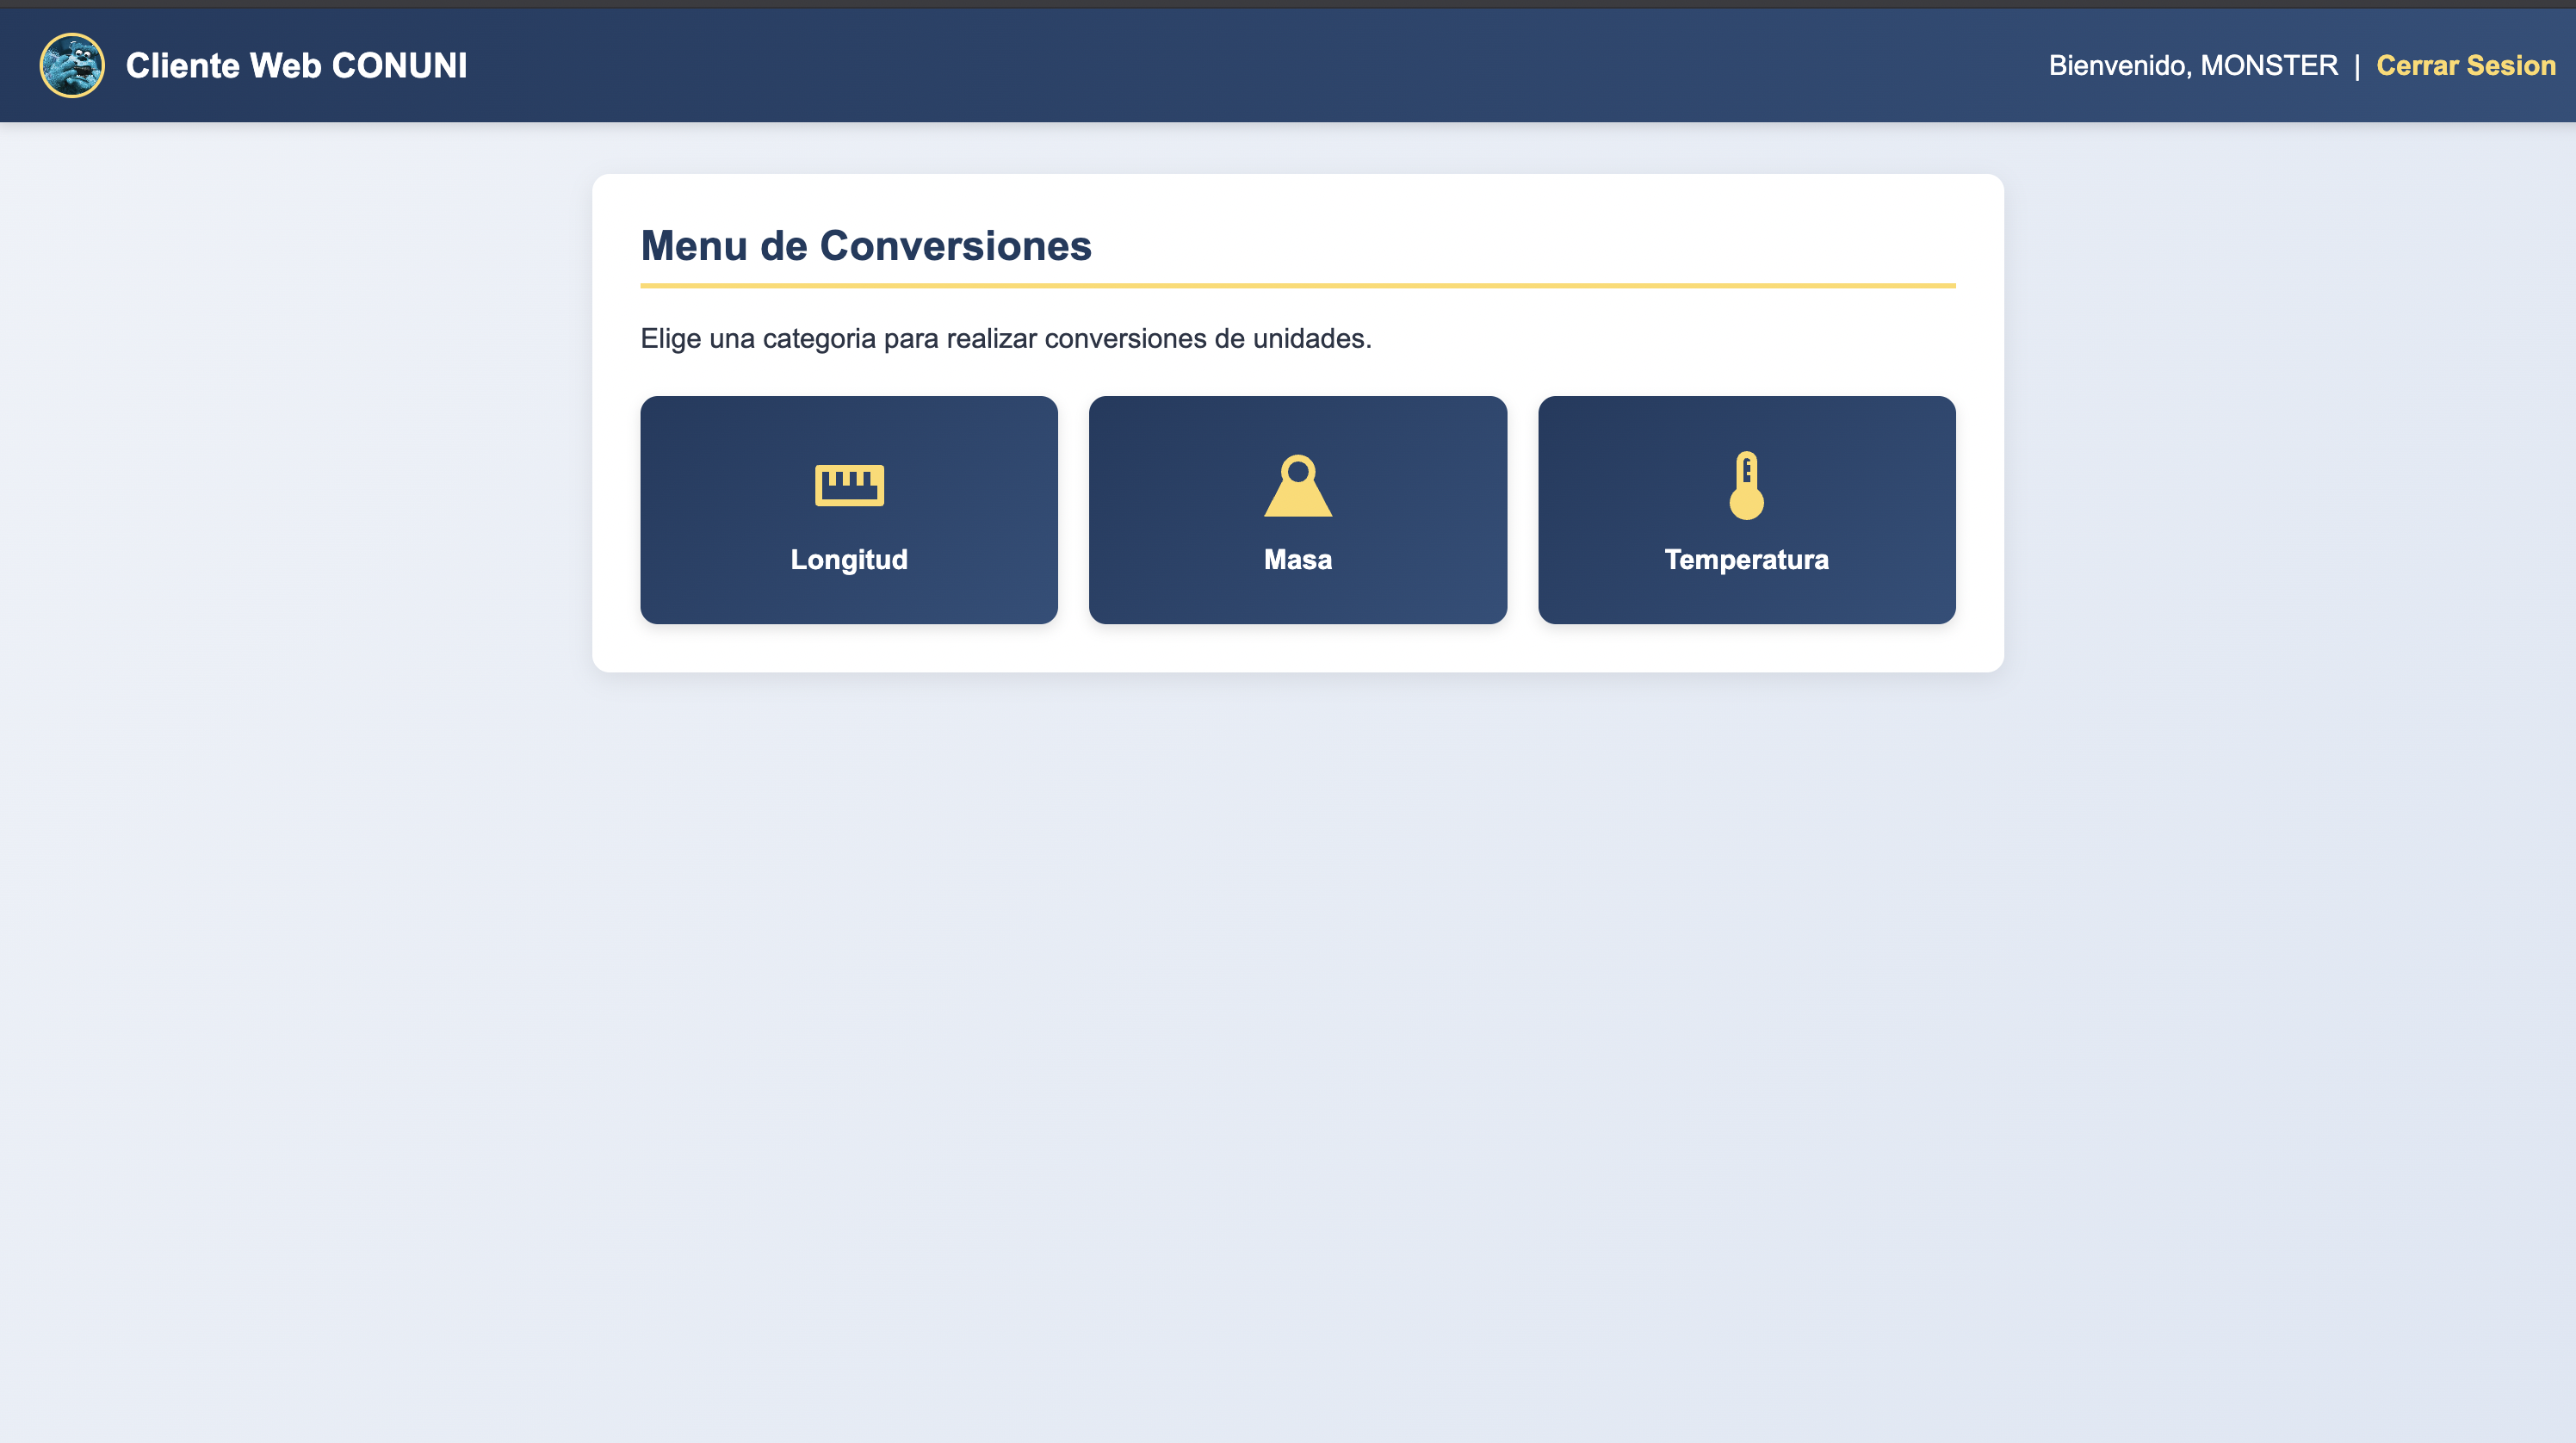 Cliente Web CONUNI
Bienvenido, MONSTER | Cerrar Sesion
Menu de Conversiones
Elige una categoria para realizar conversiones de unidades.
Longitud
Masa
Temperatura